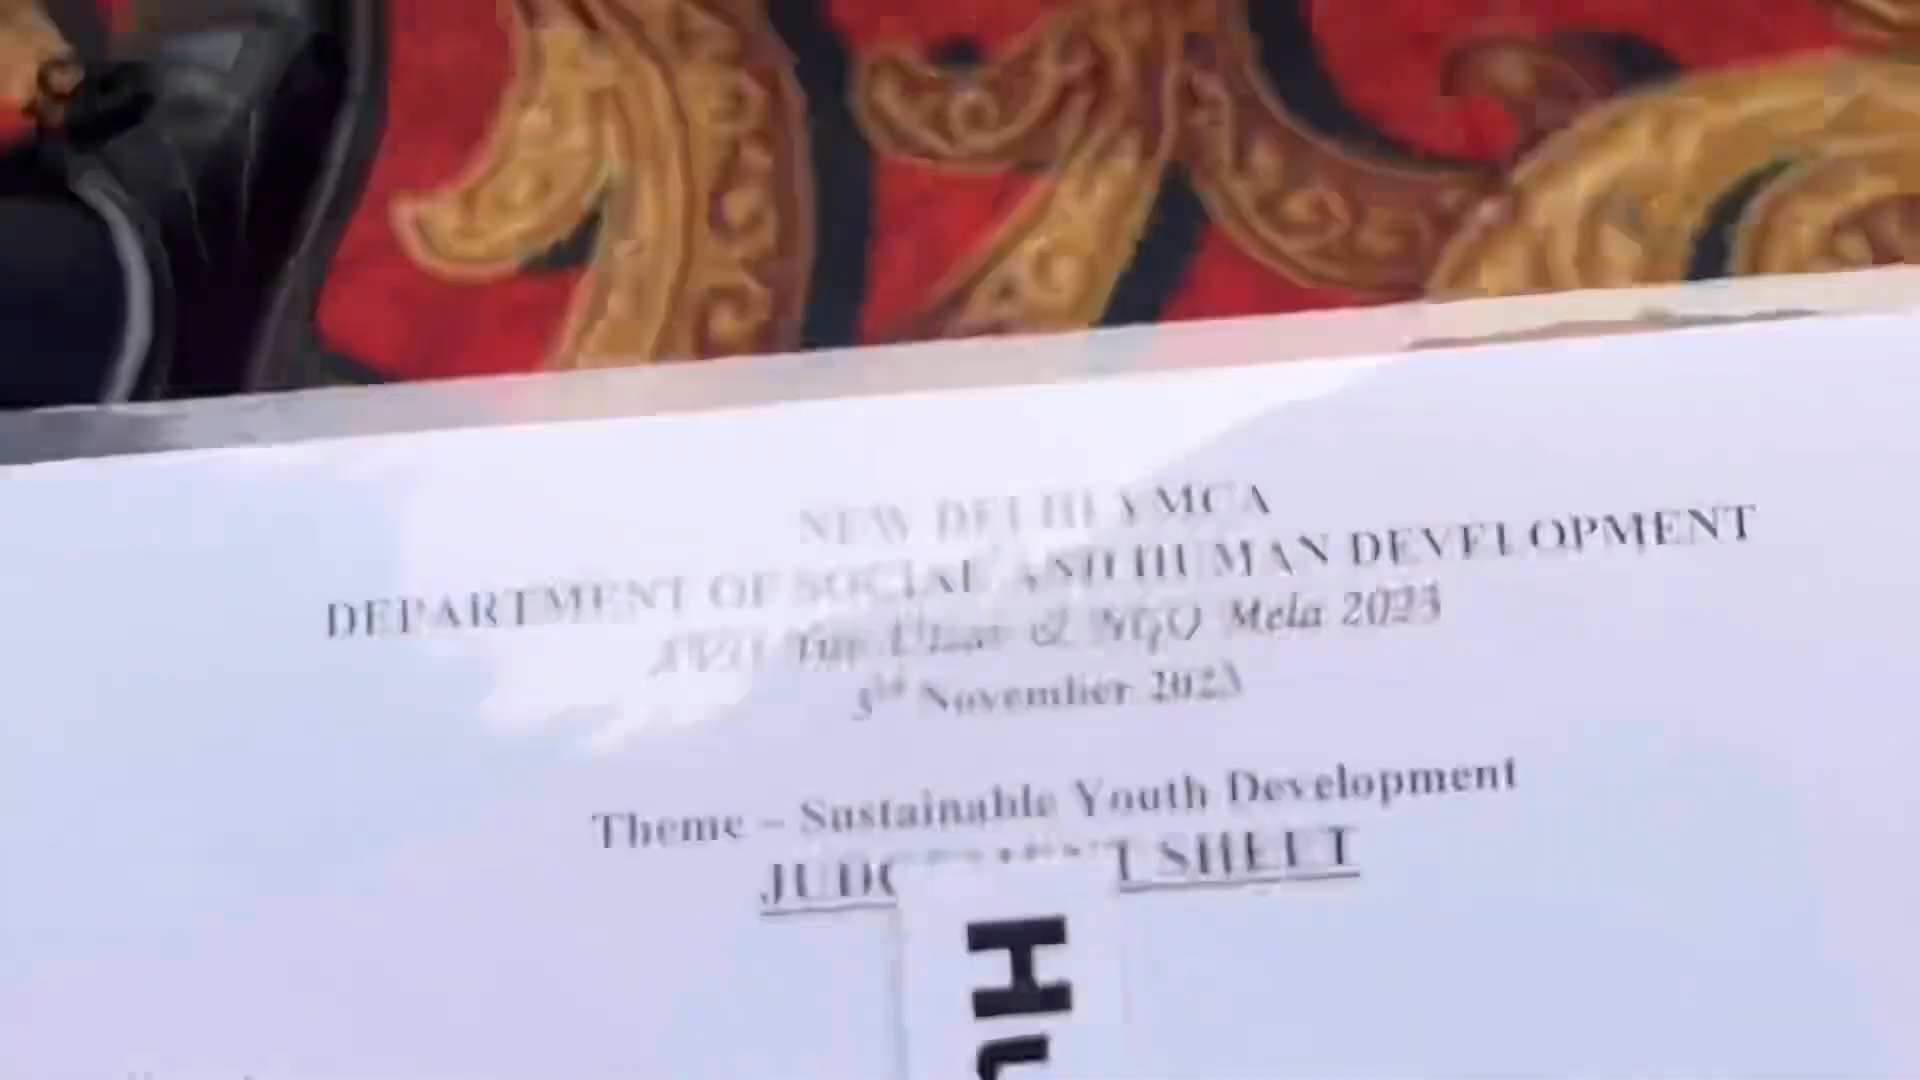 NEW DELHI YMCA
DEPARTMENT OF SOCIAL AND HUMAN DEVELOPMENT
& NGO Mela 2023
November 2023
Theme – Sustainable Youth Development
SHEET